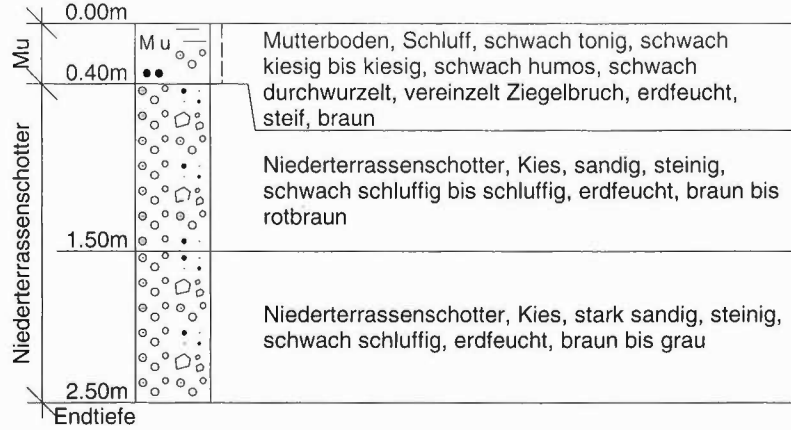 0.00m
Mu
M u
Mutterboden, Schluff, schwach tonig, schwach
kiesig bis kiesig, schwach humos, schwach
durchwurzelt, vereinzelt Ziegelbruch, erdfeucht,
steif, braun
0.40m
Niederterrassenschotter
Niederterrassenschotter, Kies, sandig, steinig,
schwach schluffig bis schluffig, erdfeucht, braun bis
rotbraun
1.50m
Niederterrassenschotter, Kies, stark sandig, steinig,
schwach schluffig, erdfeucht, braun bis grau
2.50m
Endtiefe